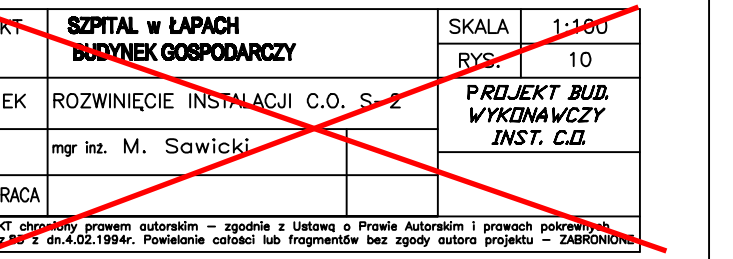 KT SZPITAL w ŁAPACH SKALA 1:100
BUDYNEK GOSPODARCZY RYS. 10
EK ROZWINIĘCIE INSTALACJI C.O. S-2 PROJEKT BUD.
WYKONAWCZY
INST. C.O.
mgr inż. M. Sawicki
RACA
KT chroniony prawem autorskim – zgodnie z Ustawą o Prawie Autorskim i prawach pokrewnych
z dn.4.02.1994r. Powielanie całości lub fragmentów bez zgody autora projektu – ZABRONIONE